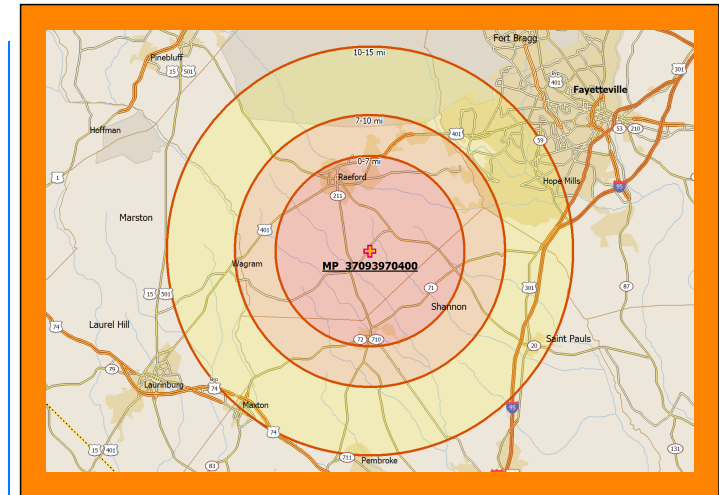 Fort Bragg
10-15 mi
Pinebluff
301
15
501
401
Fayetteville
7-10 mi
53
210
Hoffman
401
59
0-7 mi
Raeford
1
Hope Mills
95
211
Marston
401
MP 37093970400
Wagram
71
301
87
15
501
Shannon
74
Laurel Hill
72
710
Saint Pauls
20
79
Laurinburg
74
Maxton
95
74
15
401
711
Pembroke
131
83